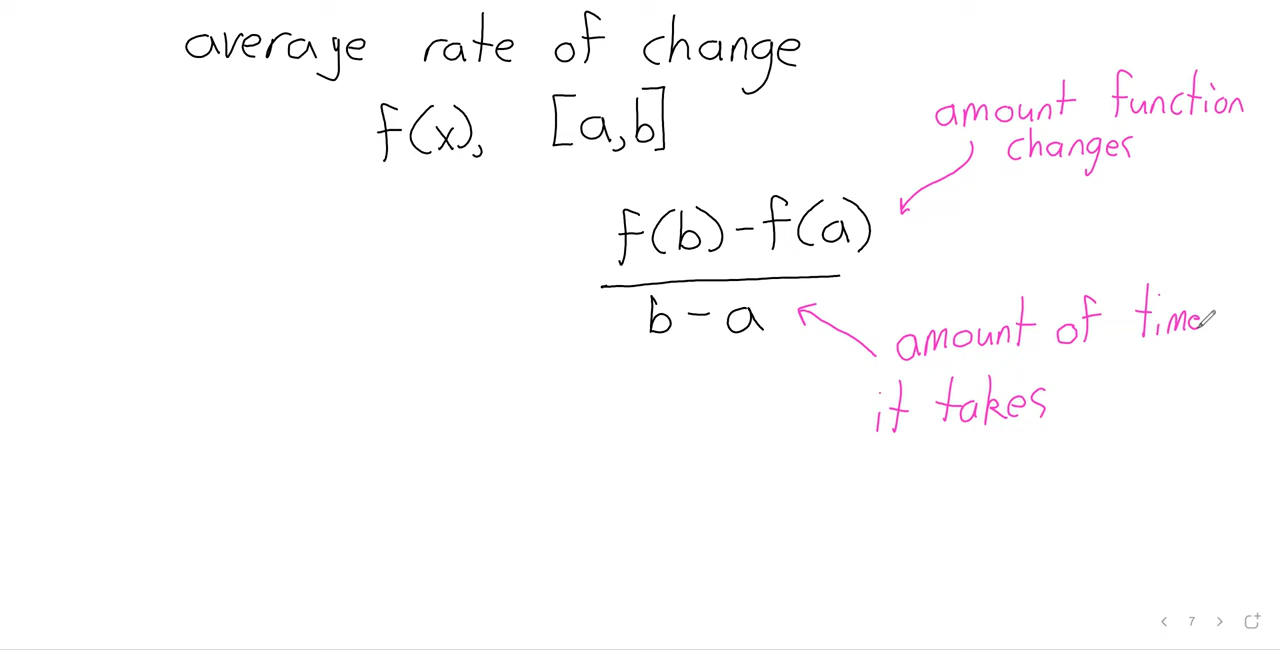 average rate of change
f(x), [a,b]
amount function
changes
f(b)-f(a)
b-a
amount of time
it takes
7